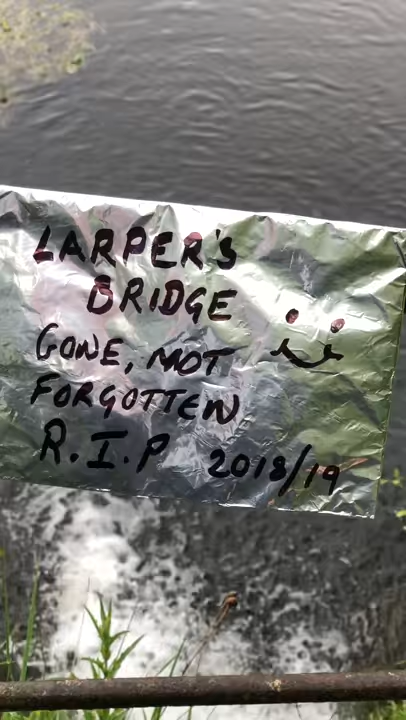 LARPER'S
BRIDGE
GONE, NOT
FORGOTTEN
R.I.P 2018/19